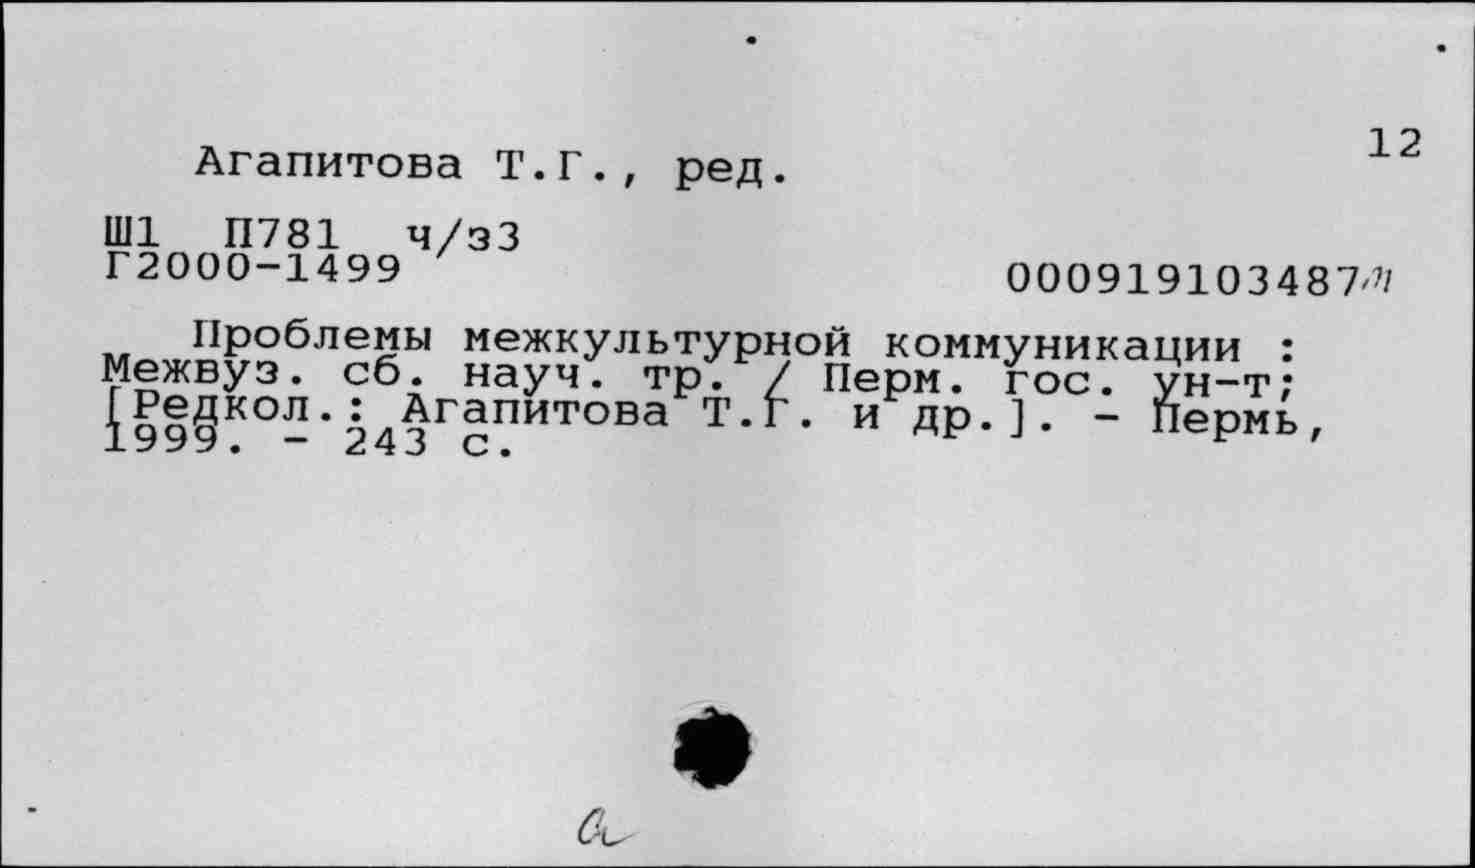 12
Агапитова Т.Г., ред.
Ш1 П781 ч/з3
Г2000-1499
000919103487
Проблемы межкультурной коммуникации :
Межвуз. сб. науч. тр. / Перм. гос. ун-т;
[Редкол.: Агапитова Т.Г. и др.]. - Пермь,
1999. - 243 с.